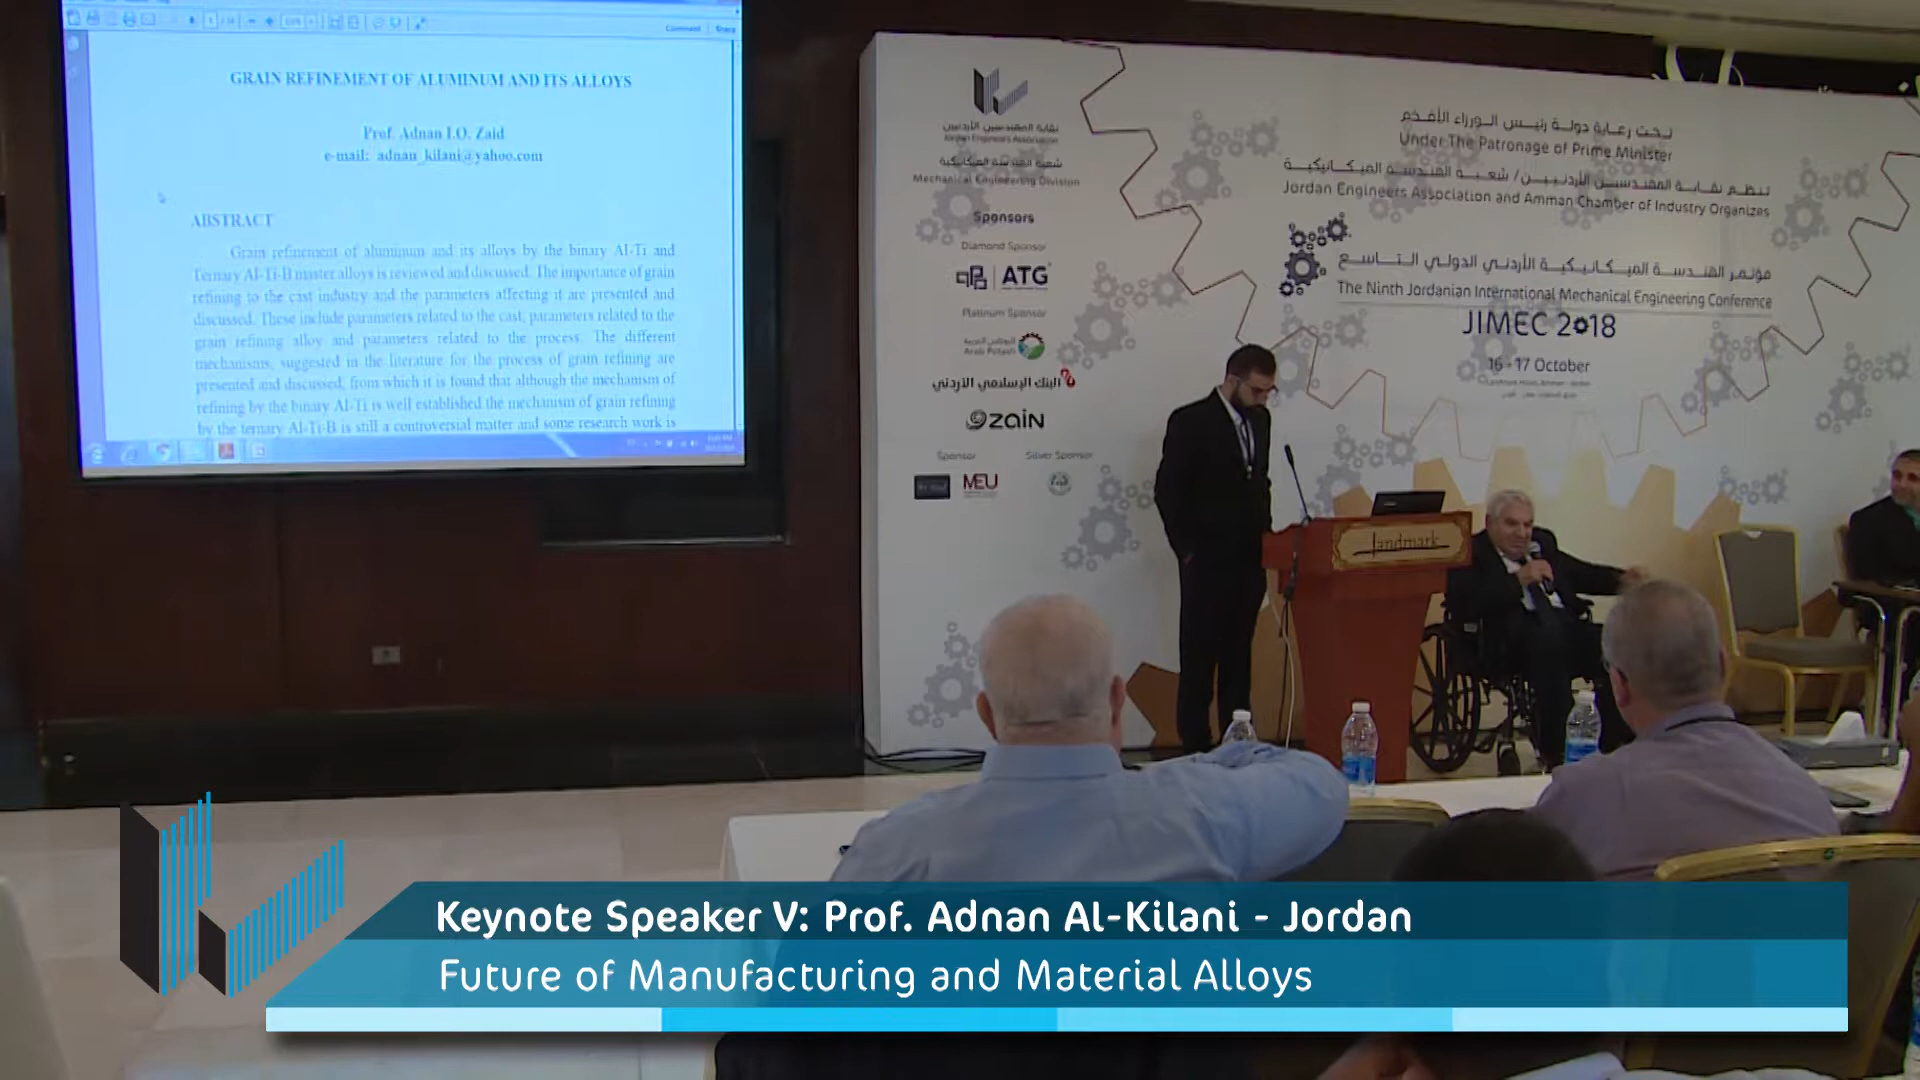 Comment
Share
GRAIN REFINEMENT OF ALUMINUM AND ITS ALLOYS
Prof. Adnan I.O. Zaid
e-mail: adnan_kilani@yahoo.com
ABSTRACT
Grain refinement of aluminum and its alloys by the binary Al-Ti and
Ternary Al-Ti-B master alloys is reviewed and discussed. The importance of grain
refining to the cast industry and the parameters affecting it are presented and
discussed. These include parameters related to the cast, parameters related to the
grain refining alloy and parameters related to the process. The different
mechanisms, suggested in the literature for the process of grain refining are
presented and discussed, from which it is found that although the mechanism of
refining by the binary Al-Ti is well established the mechanism of grain refining
by the ternary Al-Ti-B is still a controversial matter and some research work is
نقابة المهندسين الأردنيين
Jordan Engineers Association
شعبة الهندسة الميكانيكية
Mechanical Engineering Division
Sponsors
Diamond Sponsor
ATG
Platinum Sponsor
البوتاس العربية
Arab Potash
البنك الإسلامي الأردني
zain
Sponsor
Silver Sponsor
MEU
تحت رعاية دولة رئيس الوزراء الأفخم
Under The Patronage of Prime Minister
تنظم نقابة المهندسين الأردنيين / شعبة الهندسة الميكانيكية
Jordan Engineers Association and Amman Chamber of Industry Organizes
مؤتمر الهندسة الميكانيكية الأردني الدولي التاسع
The Ninth Jordanian International Mechanical Engineering Conference
JIMEC 2018
16 - 17 October
landmark
Keynote Speaker V: Prof. Adnan Al-Kilani - Jordan
Future of Manufacturing and Material Alloys